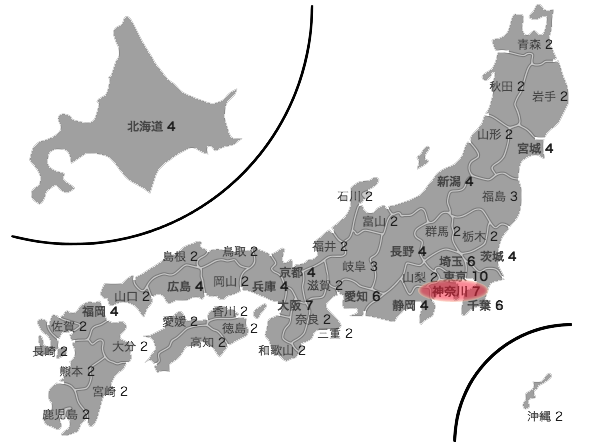 青森 2
秋田 2
岩手 2
北海道 4
山形 2
宮城 4
新潟 4
石川 2
福島 3
富山 2
群馬 2
栃木 2
福井 2
長野 4
島根 2
鳥取 2
埼玉 6
茨城 4
岐阜 3
京都 4
山梨 2
東京 10
広島 4
岡山 2
兵庫 4
滋賀 2
神奈川 7
山口 2
愛知 6
大阪 7
静岡 4
千葉 6
福岡 4
香川 2
奈良 2
佐賀 2
愛媛 2
徳島 2
三重 2
高知 2
大分 2
長崎 2
和歌山 2
熊本 2
宮崎 2
鹿児島 2
沖縄 2